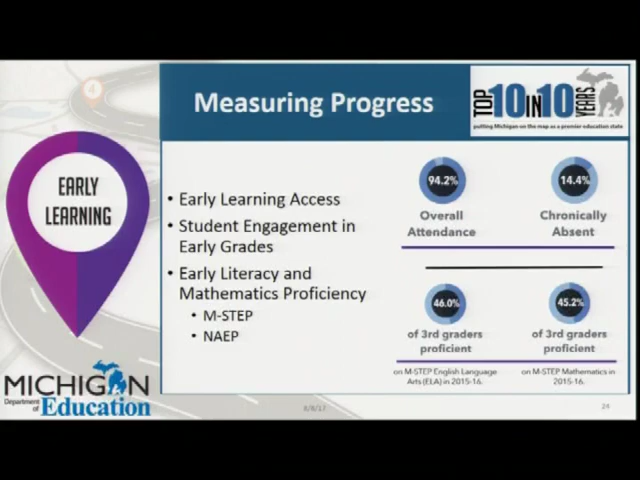 4
Measuring Progress
TOP 10 IN 10 YEARS
putting Michigan on the map as a premier education state
EARLY
LEARNING
• Early Learning Access
• Student Engagement in
Early Grades
• Early Literacy and
Mathematics Proficiency
• M-STEP
• NAEP
94.2%
14.4%
Overall
Attendance
Chronically
Absent
46.0%
45.2%
of 3rd graders
proficient
of 3rd graders
proficient
on M-STEP English Language
Arts (ELA) in 2015-16.
on M-STEP Mathematics in
2015-16.
MICHIGAN
Department
of Education
24